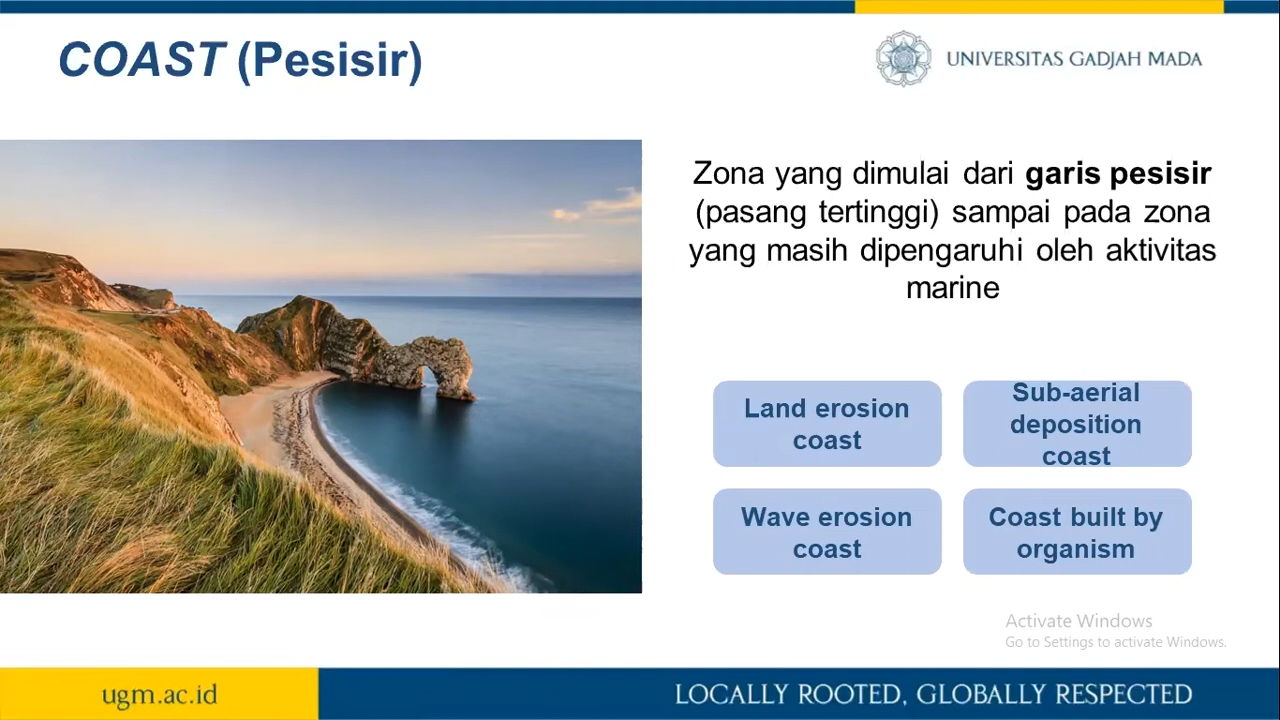 COAST (Pesisir)
UNIVERSITAS GADJAH MADA
Zona yang dimulai dari garis pesisir
(pasang tertinggi) sampai pada zona
yang masih dipengaruhi oleh aktivitas
marine
Land erosion
coast
Sub-aerial
deposition
coast
Wave erosion
coast
Coast built by
organism
Activate Windows
Go to Settings to activate Windows.
ugm.ac.id
LOCALLY ROOTED, GLOBALLY RESPECTED